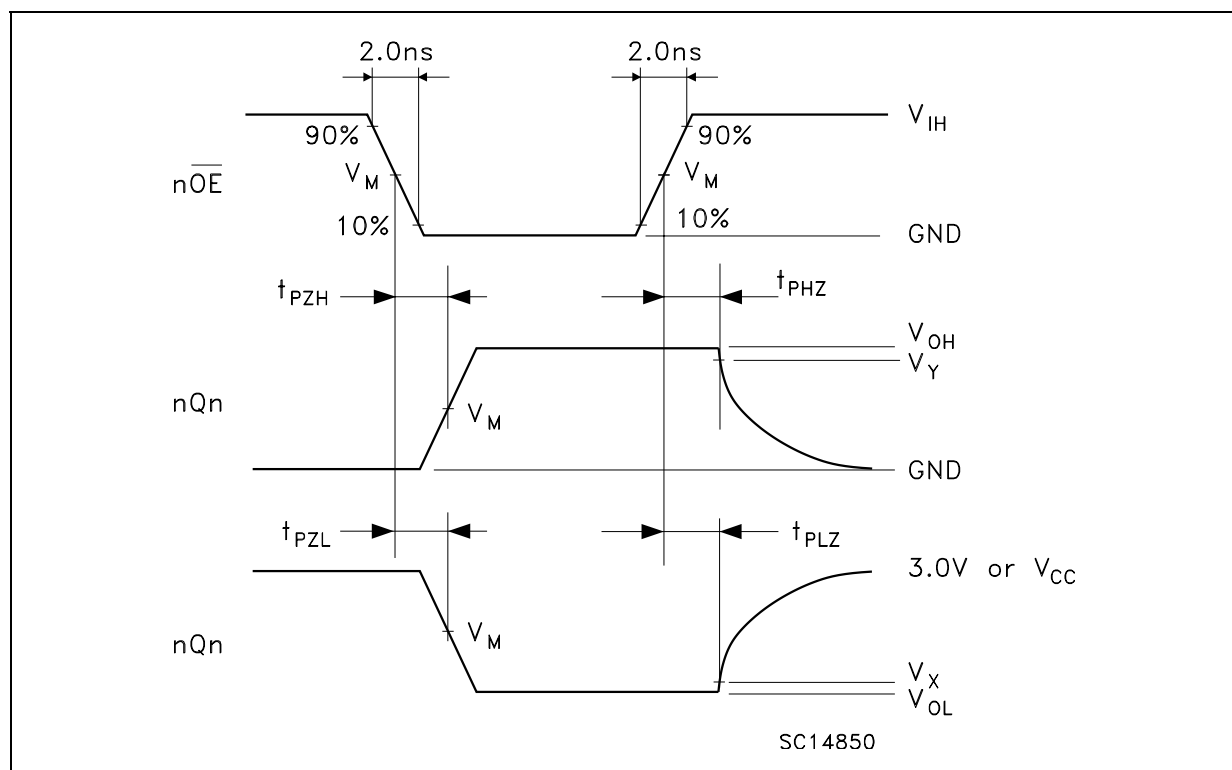 2.0ns 2.0ns
90% 90% V_IH
nO̅E̅ V_M V_M
10% 10% GND
t_PZH t_PHZ
V_OH
V_Y
nQn V_M
GND
t_PZL t_PLZ
3.0V or V_CC
nQn V_M
V_X
V_OL
SC14850